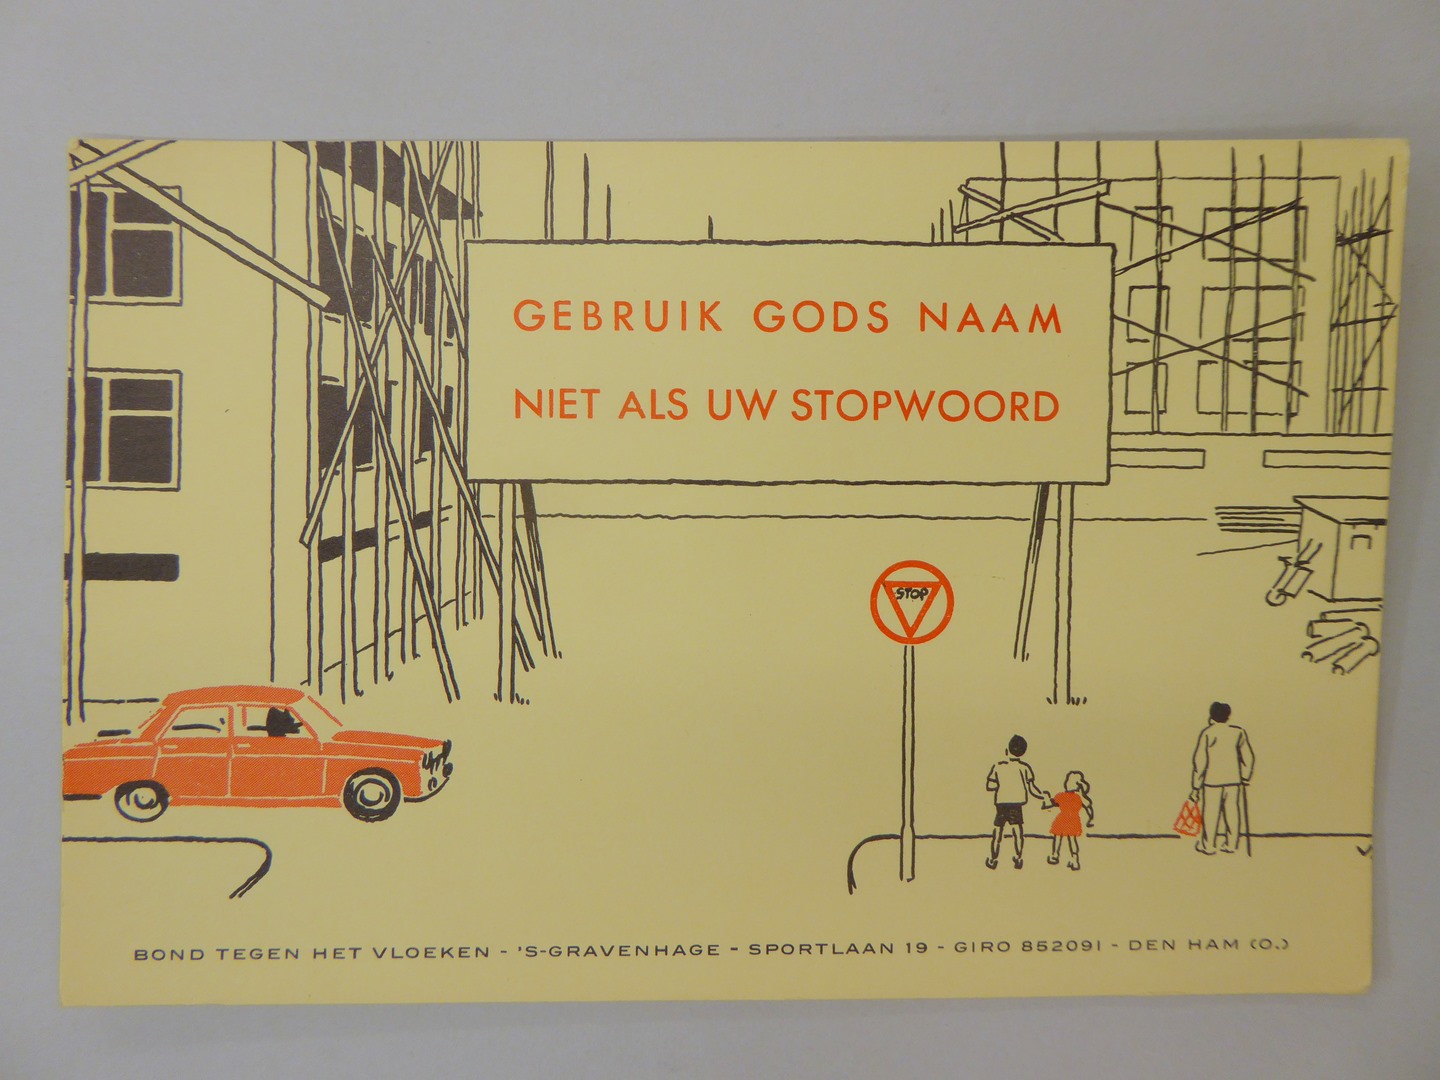 GEBRUIK GODS NAAM
NIET ALS UW STOPWOORD
STOP
BOND TEGEN HET VLOEKEN - 'S-GRAVENHAGE - SPORTLAAN 19 - GIRO 852091 - DEN HAM (O.)